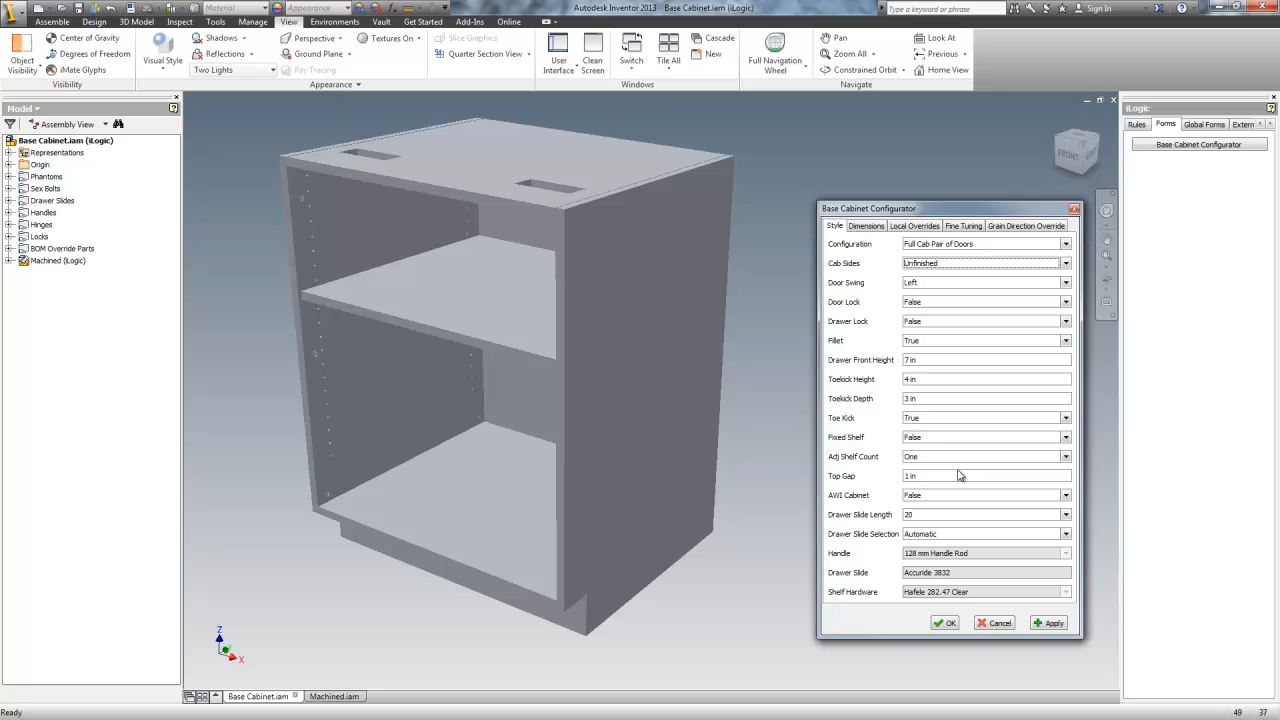 Material
Appearance
Autodesk Inventor 2013 Base Cabinet.iam (iLogic)
Type a keyword or phrase
Sign In
Assemble Design 3D Model Inspect Tools Manage View Environments Vault Get Started Add-Ins Online
Object Visibility
Center of Gravity
Degrees of Freedom
iMate Glyphs
Visibility
Visual Style
Shadows
Reflections
Two Lights
Perspective
Ground Plane
Ray Tracing
Textures On
Appearance
Slice Graphics
Quarter Section View
User Interface
Clean Screen
Switch
Tile All
Cascade
New
Windows
Full Navigation Wheel
Pan
Zoom All
Constrained Orbit
Look At
Previous
Home View
Navigate
Model
Assembly View
Base Cabinet.iam (iLogic)
Representations
Origin
Phantoms
Sex Bolts
Drawer Slides
Handles
Hinges
Locks
BOM Override Parts
Machined (iLogic)
FRONT
iLogic
Rules Forms Global Forms Extern
Base Cabinet Configurator
Base Cabinet Configurator
Style Dimensions Local Overrides Fine Tuning Grain Direction Override
Configuration Full Cab Pair of Doors
Cab Sides Unfinished
Door Swing Left
Door Lock False
Drawer Lock False
Fillet True
Drawer Front Height 7 in
Toekick Height 4 in
Toekick Depth 3 in
Toe Kick True
Fixed Shelf False
Adj Shelf Count One
Top Gap 1 in
AWI Cabinet False
Drawer Slide Length 20
Drawer Slide Selection Automatic
Handle 128 mm Handle Rod
Drawer Slide Accuride 3832
Shelf Hardware Hafele 282.47 Clear
OK Cancel Apply
Z
X
Base Cabinet.iam Machined.iam
Ready
49 37